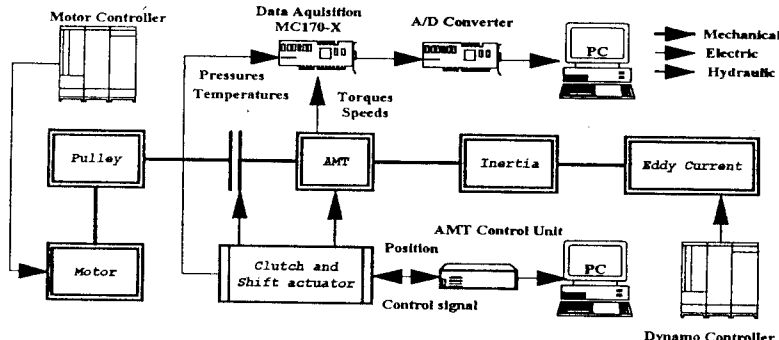 Motor Controller
Data Aquisition
MC170-X
A/D Converter
PC
Mechanical
Electric
Hydraulic
Pressures
Temperatures
Torques
Speeds
Pulley
AMT
Inertia
Eddy Current
Motor
Clutch and
Shift actuator
Position
Control signal
AMT Control Unit
PC
Dynamo Controller